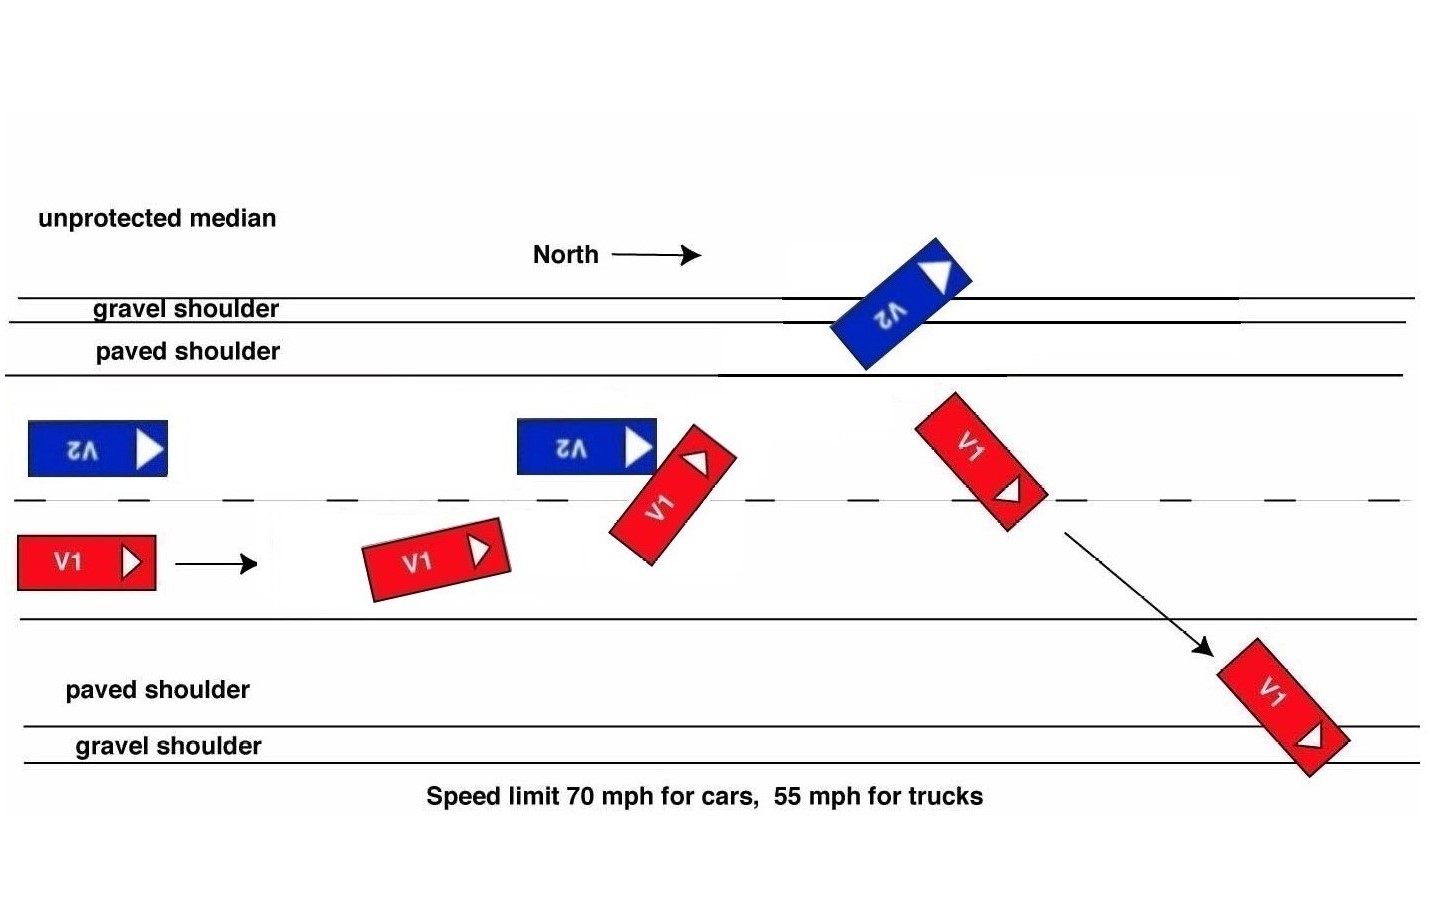 unprotected median
North
gravel shoulder
paved shoulder
V2
V2
V2
V1
V1
V1
V1
V1
paved shoulder
gravel shoulder
Speed limit 70 mph for cars, 55 mph for trucks